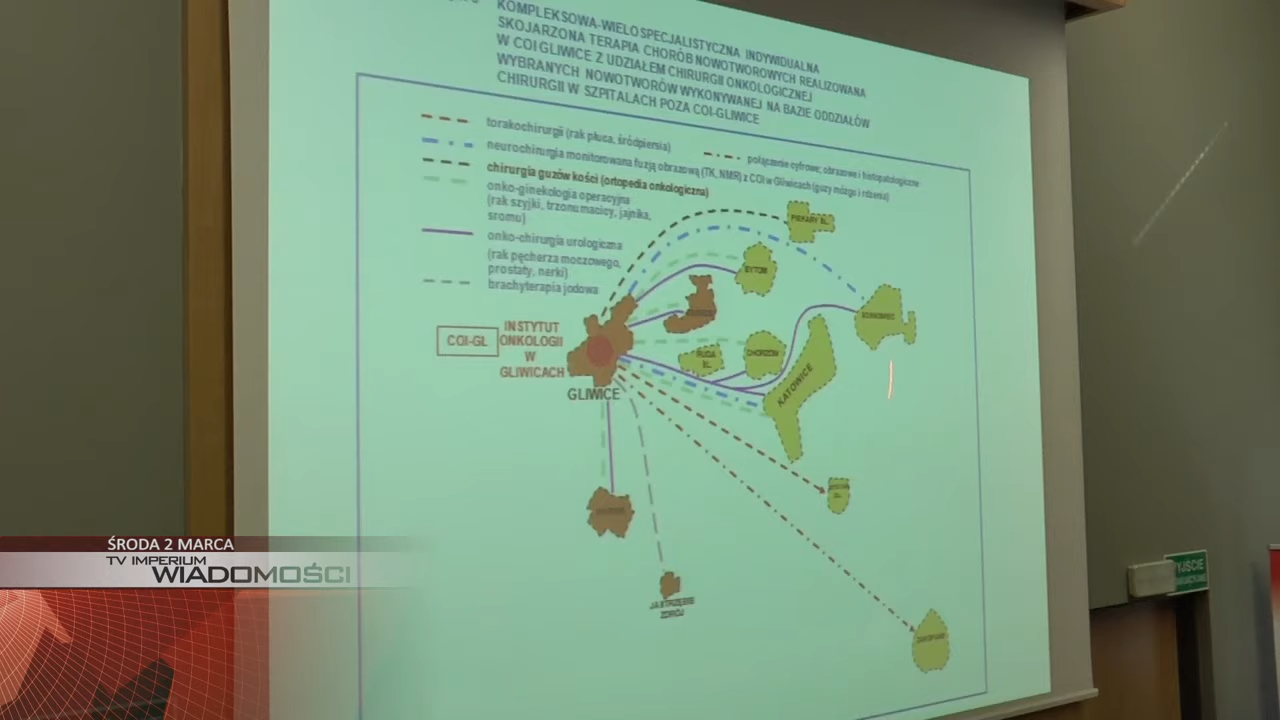 KOMPLEKSOWA-WIELOSPECJALISTYCZNA INDYWIDUALNA
SKOJARZONA TERAPIA CHORÓB NOWOTWOROWYCH REALIZOWANA
W COI GLIWICE Z UDZIAŁEM CHIRURGII ONKOLOGICZNEJ
WYBRANYCH NOWOTWORÓW WYKONYWANEJ NA BAZIE ODDZIAŁÓW
CHIRURGII W SZPITALACH POZA COI-GLIWICE
torakochirurgii (rak płuca, śródpiersia)
połączenie cyfrowe; obrazowe i histopatologiczne
neurochirurgia monitorowana fuzją obrazową (TK, NMR) z COI w Gliwicach (guzy mózgo i rdzenia)
chirurgia guzów kości (ortopedia onkologiczna)
onko-ginekologia operacyjna
(rak szyjki, trzonu macicy, jajnika,
sromu)
onko-chirurgia urologiczna
(rak pęcherza moczowego,
prostaty, nerki)
brachyterapia jodowa
PIEKARY ŚL.
BYTOM
SOSNOWIEC
COI-GL
INSTYTUT
ONKOLOGII
W
GLIWICACH
GLIWICE
RUDA
ŚL.
CHORZÓW
KATOWICE
JASTRZĘBIE
ZDRÓJ
ZAKOPANE
ŚRODA 2 MARCA
TV IMPERIUM
WIADOMOŚCI